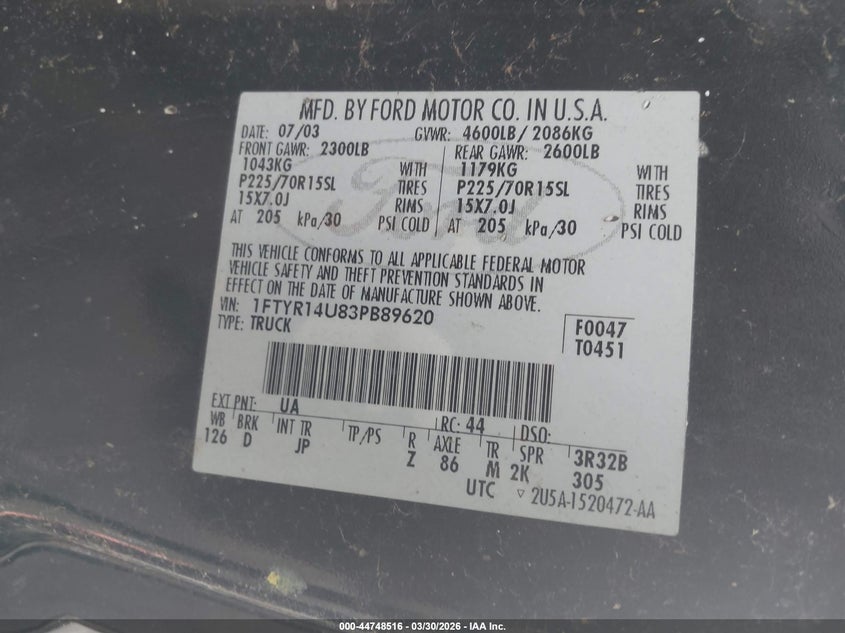 MFD. BY FORD MOTOR CO. IN U.S.A.
DATE: 07/03 GVWR: 4600LB/ 2086KG
FRONT GAWR: 2300LB REAR GAWR: 2600LB
1043KG WITH 1179KG WITH
P225/70R15SL TIRES P225/70R15SL TIRES
15X7.0J RIMS 15X7.0J RIMS
AT 205 kPa/30 PSI COLD AT 205 kPa/30 PSI COLD
Ford
THIS VEHICLE CONFORMS TO ALL APPLICABLE FEDERAL MOTOR
VEHICLE SAFETY AND THEFT PREVENTION STANDARDS IN
EFFECT ON THE DATE OF MANUFACTURE SHOWN ABOVE.
VIN: 1FTYR14U83PB89620
TYPE: TRUCK
F0047
T0451
EXT PNT: UA RC: 44 DSO:
WB BRK INT TR TP/PS R AXLE TR SPR 3R32B
126 D JP Z 86 M 2K 305
UTC ▽ 2U5A-1520472-AA
000-44748516 — 03/30/2026 — IAA Inc.